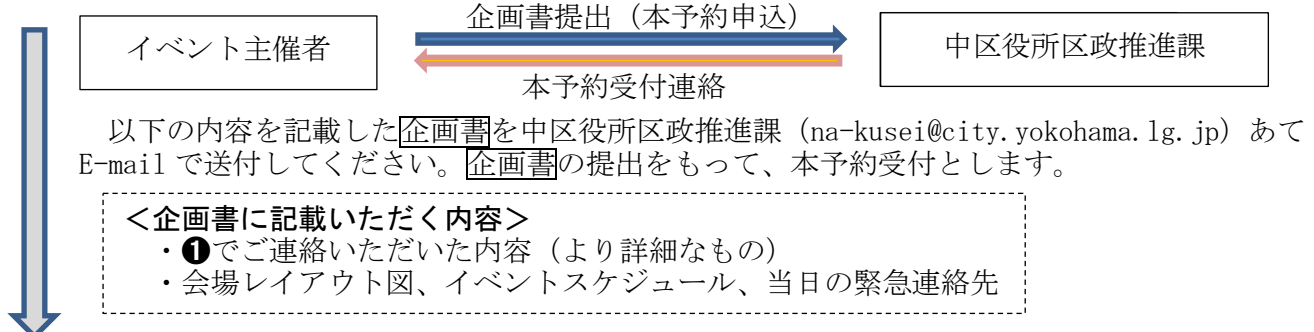 企画書提出（本予約申込）
イベント主催者
中区役所区政推進課
本予約受付連絡
以下の内容を記載した企画書を中区役所区政推進課（na-kusei@city.yokohama.lg.jp）あて
E-mail で送付してください。企画書の提出をもって、本予約受付とします。
＜企画書に記載いただく内容＞
・❶でご連絡いただいた内容（より詳細なもの）
・会場レイアウト図、イベントスケジュール、当日の緊急連絡先